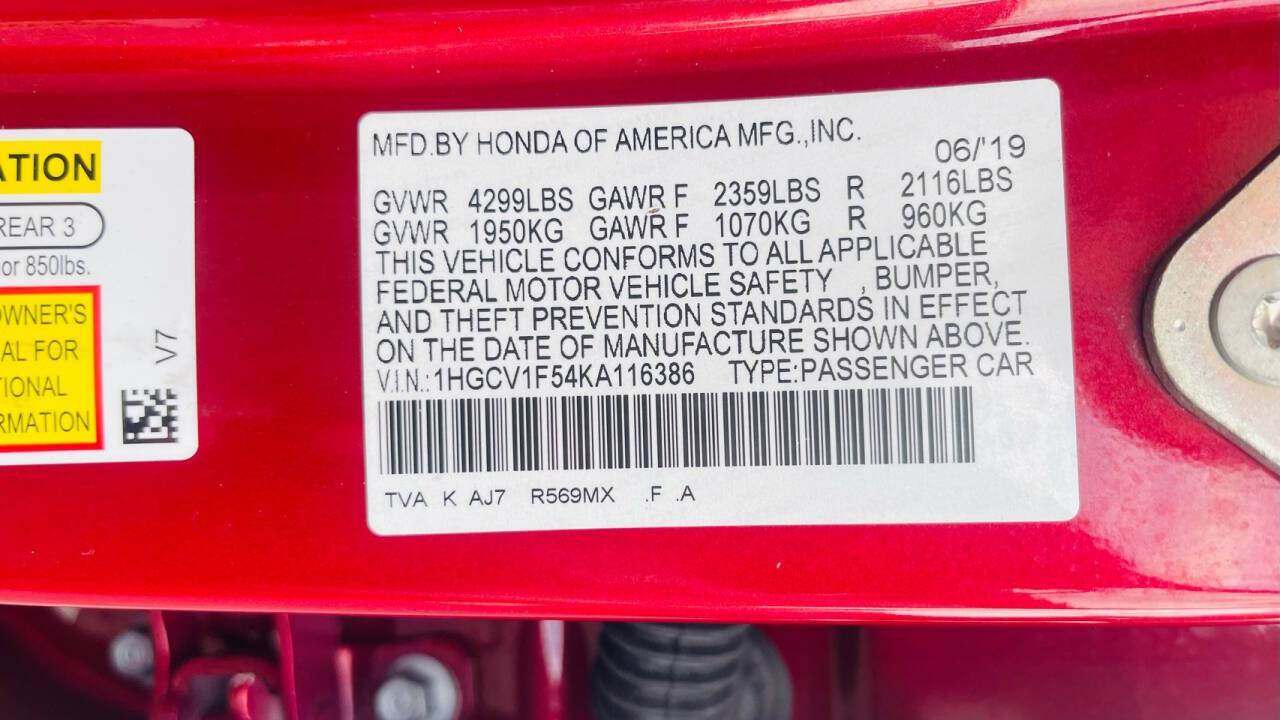 ATION
REAR 3
or 850lbs.
OWNER'S
AL FOR
TIONAL
RMATION
V7
MFD.BY HONDA OF AMERICA MFG.,INC.
06/'19
GVWR 4299LBS GAWR F 2359LBS R 2116LBS
GVWR 1950KG GAWR F 1070KG R 960KG
THIS VEHICLE CONFORMS TO ALL APPLICABLE
FEDERAL MOTOR VEHICLE SAFETY , BUMPER,
AND THEFT PREVENTION STANDARDS IN EFFECT
ON THE DATE OF MANUFACTURE SHOWN ABOVE.
V.I.N.:1HGCV1F54KA116386 TYPE:PASSENGER CAR
TVA K AJ7 R569MX .F .A